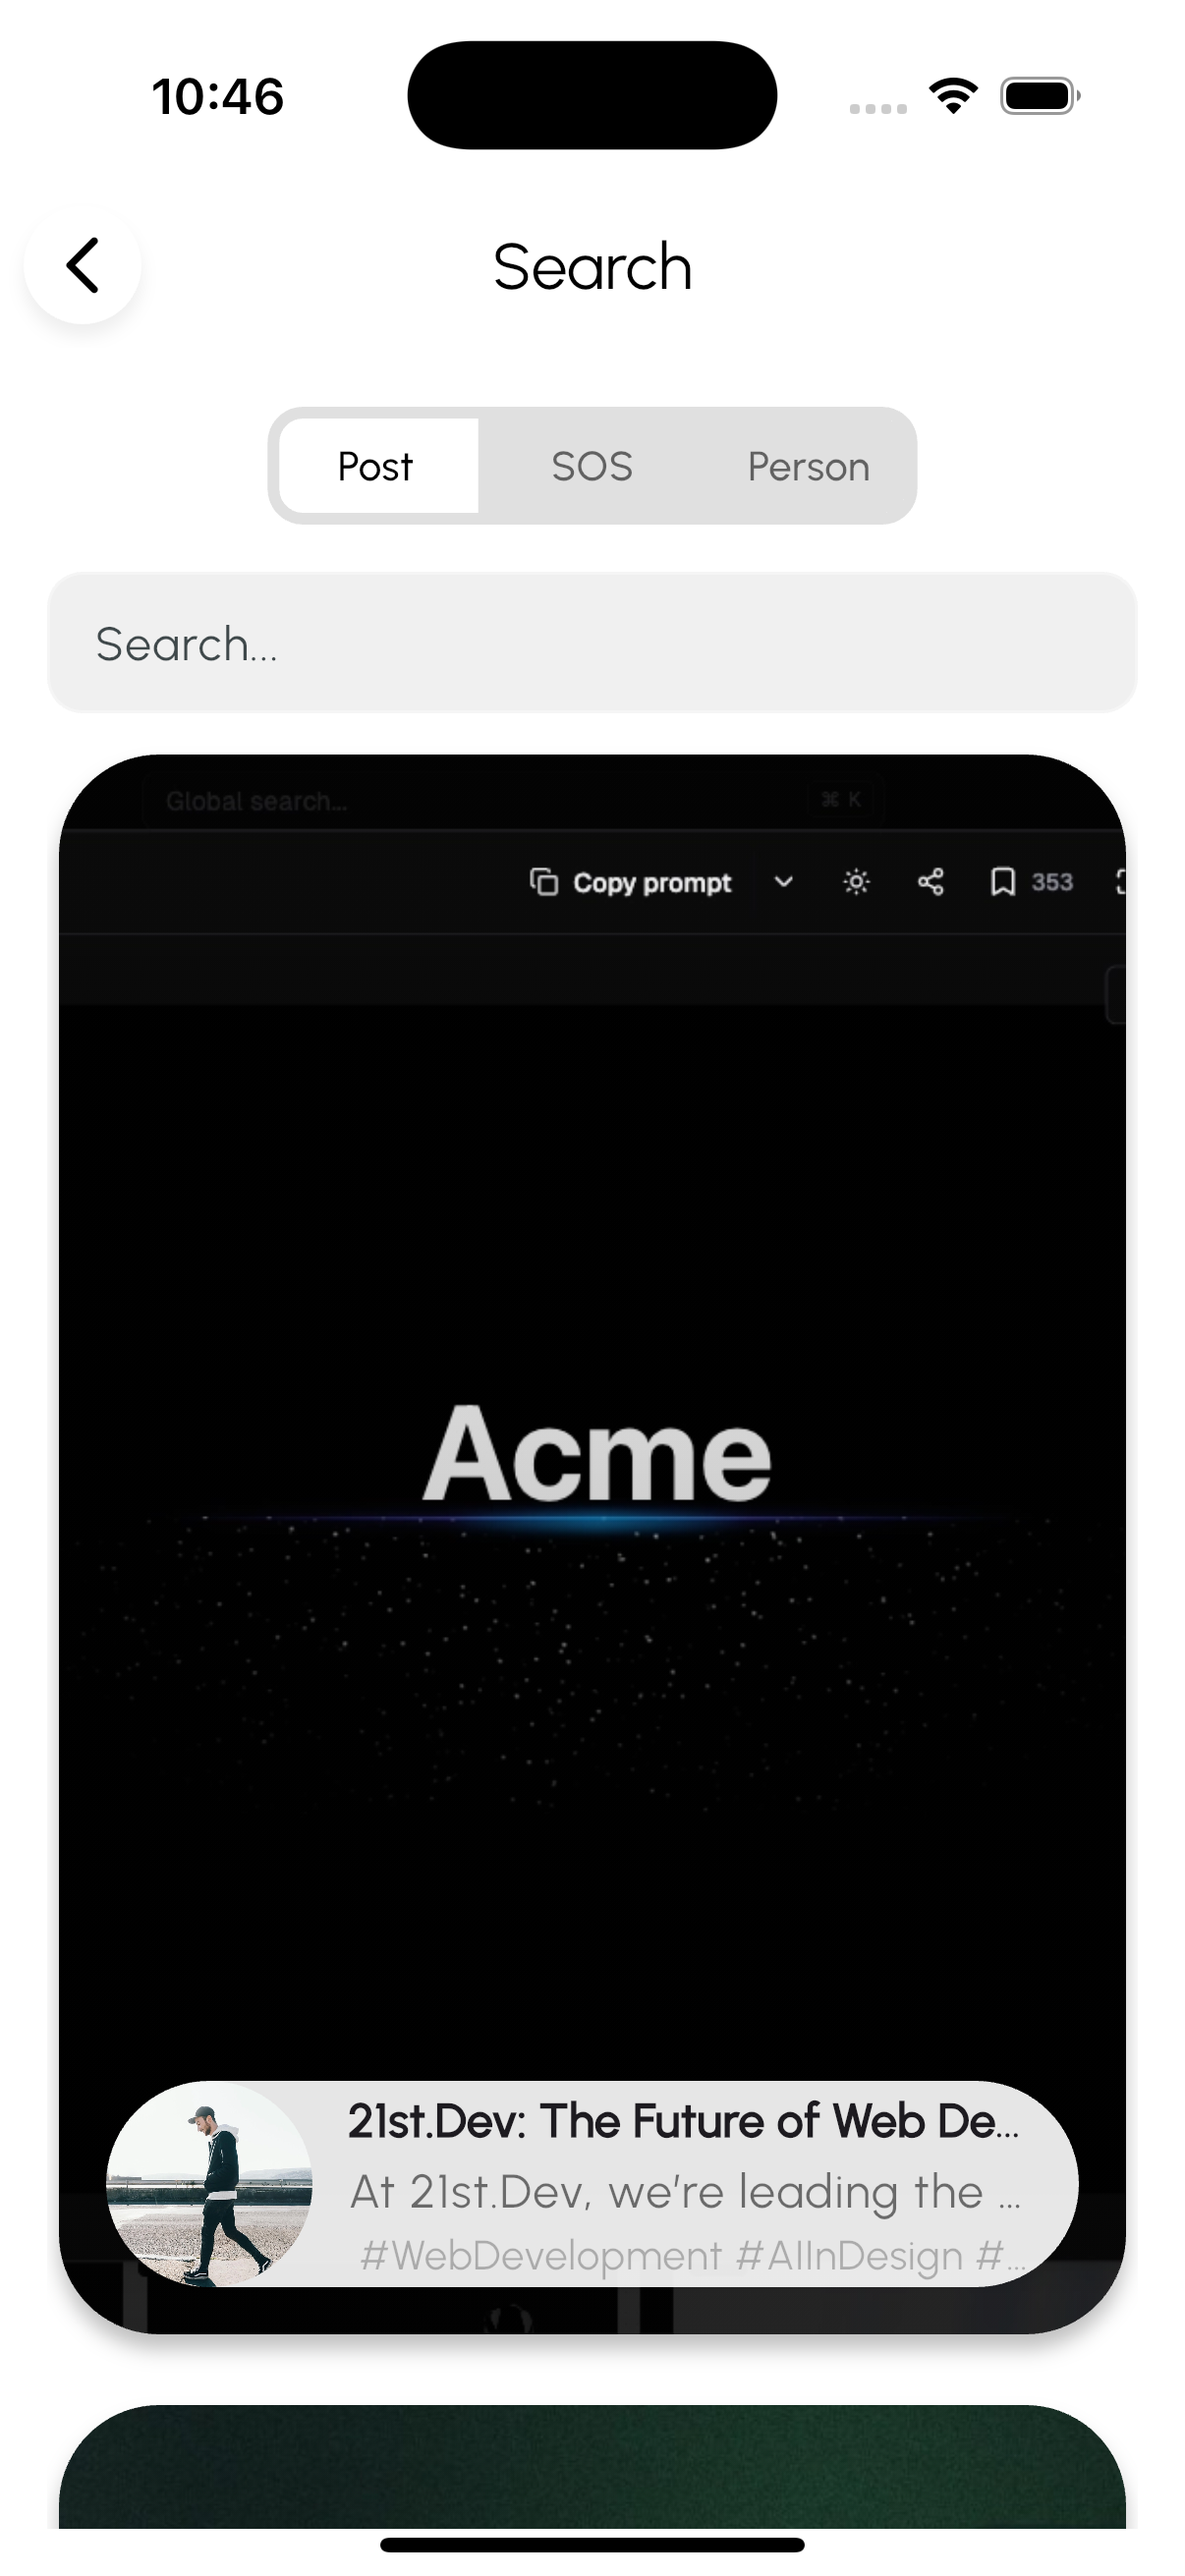 10:46
Search
Post SOS Person
Search...
Global search...
⌘ K
Copy prompt
353
Acme
21st.Dev: The Future of Web De...
At 21st.Dev, we're leading the ...
#WebDevelopment #AIInDesign #...